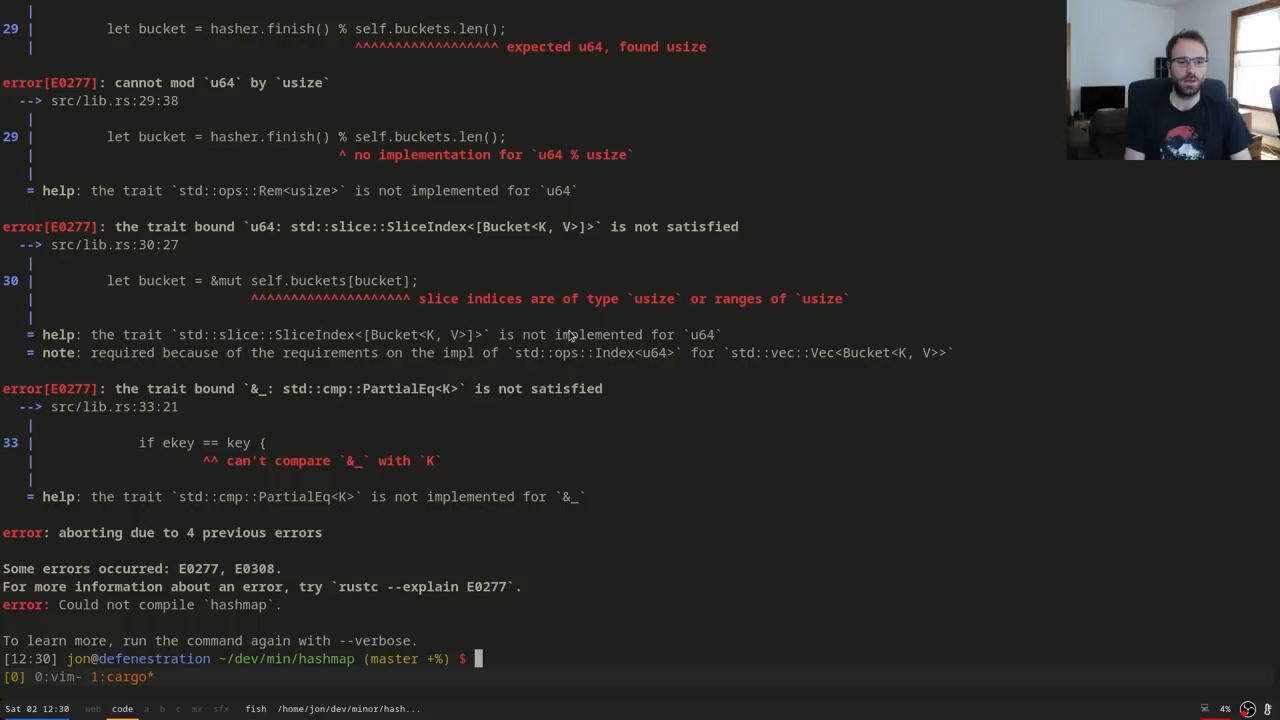 |
29 |         let bucket = hasher.finish() % self.buckets.len();
|                                        ^^^^^^^^^^^^^^^^^^ expected u64, found usize
error[E0277]: cannot mod `u64` by `usize`
--> src/lib.rs:29:38
|
29 |         let bucket = hasher.finish() % self.buckets.len();
|                                      ^ no implementation for `u64 % usize`
|
= help: the trait `std::ops::Rem<usize>` is not implemented for `u64`
error[E0277]: the trait bound `u64: std::slice::SliceIndex<[Bucket<K, V>]>` is not satisfied
--> src/lib.rs:30:27
|
30 |         let bucket = &mut self.buckets[bucket];
|                           ^^^^^^^^^^^^^^^^^^^^ slice indices are of type `usize` or ranges of `usize`
|
= help: the trait `std::slice::SliceIndex<[Bucket<K, V>]>` is not implemented for `u64`
= note: required because of the requirements on the impl of `std::ops::Index<u64>` for `std::vec::Vec<Bucket<K, V>>`
error[E0277]: the trait bound `&_: std::cmp::PartialEq<K>` is not satisfied
--> src/lib.rs:33:21
|
33 |             if ekey == key {
|                     ^^ can't compare `&_` with `K`
|
= help: the trait `std::cmp::PartialEq<K>` is not implemented for `&_`
error: aborting due to 4 previous errors
Some errors occurred: E0277, E0308.
For more information about an error, try `rustc --explain E0277`.
error: Could not compile `hashmap`.
To learn more, run the command again with --verbose.
[12:30] jon@defenestration ~/dev/min/hashmap (master +%) $
[0] 0:vim- 1:cargo*
Sat 02 12:30 web code a b c mx sfx fish /home/jon/dev/minor/hash... 4%